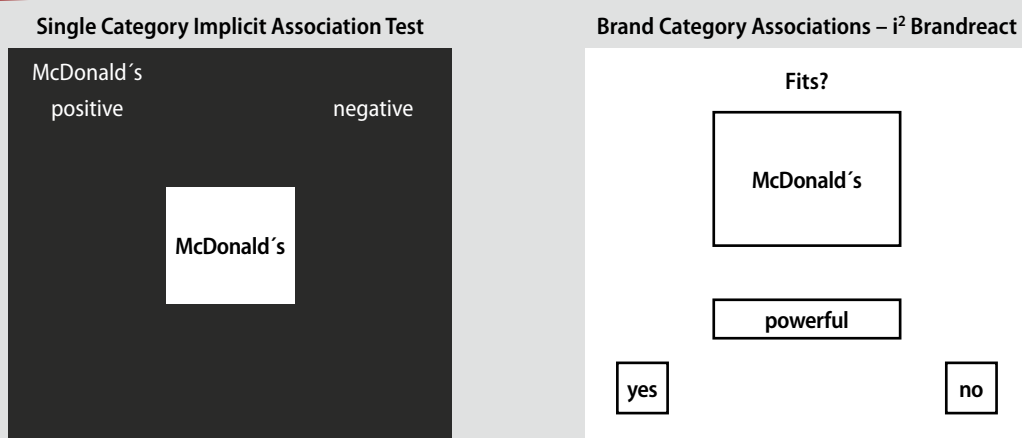 Single Category Implicit Association Test
McDonald´s
positive negative
McDonald´s
Brand Category Associations – i² Brandreact
Fits?
McDonald´s
powerful
yes no